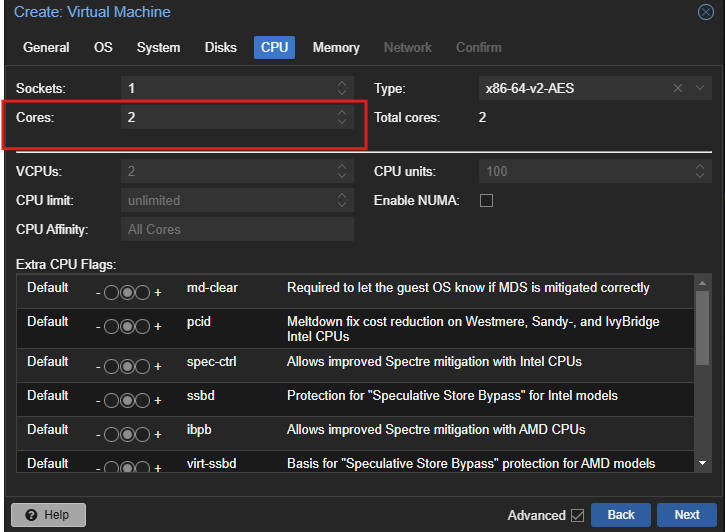 Create: Virtual Machine
General OS System Disks CPU Memory Network Confirm
Sockets: 1 Type: x86-64-v2-AES
Cores: 2 Total cores: 2
VCPUs: 2 CPU units: 100
CPU limit: unlimited Enable NUMA:
CPU Affinity: All Cores
Extra CPU Flags:
Default - + md-clear Required to let the guest OS know if MDS is mitigated correctly
Default - + pcid Meltdown fix cost reduction on Westmere, Sandy-, and IvyBridge
Intel CPUs
Default - + spec-ctrl Allows improved Spectre mitigation with Intel CPUs
Default - + ssbd Protection for "Speculative Store Bypass" for Intel models
Default - + ibpb Allows improved Spectre mitigation with AMD CPUs
Default - + virt-ssbd Basis for "Speculative Store Bypass" protection for AMD models
Help Advanced Back Next